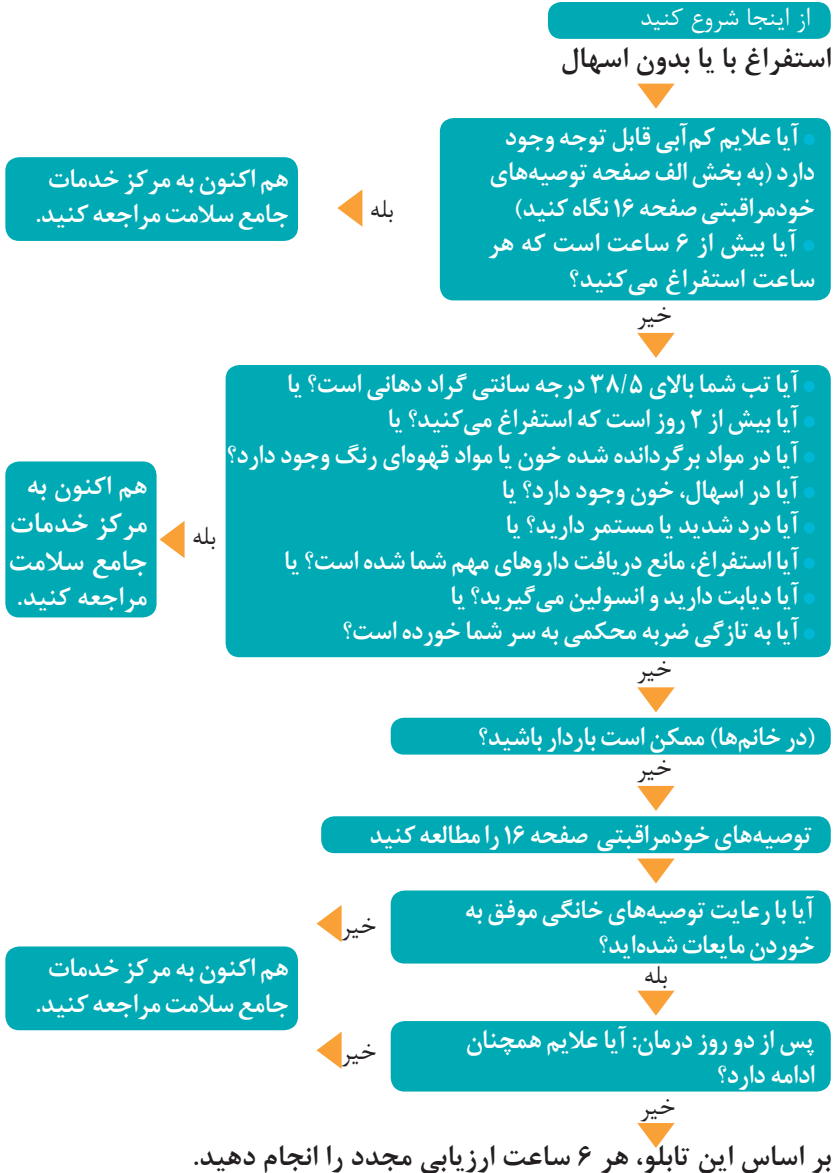 از اینجا شروع کنید
استفراغ با یا بدون اسهال
آیا علایم کم‌آبی قابل توجه وجود
دارد (به بخش الف صفحه توصیه‌های
خودمراقبتی صفحه ۱۶ نگاه کنید)
آیا بیش از ۶ ساعت است که هر
ساعت استفراغ می‌کنید؟
بله
هم اکنون به مرکز خدمات
جامع سلامت مراجعه کنید.
خیر
آیا تب شما بالای ۳۸/۵ درجه سانتی گراد دهانی است؟ یا
آیا بیش از ۲ روز است که استفراغ می‌کنید؟ یا
آیا در مواد برگردانده شده خون یا مواد قهوه‌ای رنگ وجود دارد؟
آیا در اسهال، خون وجود دارد؟ یا
آیا درد شدید یا مستمر دارید؟ یا
آیا استفراغ، مانع دریافت داروهای مهم شما شده است؟ یا
آیا دیابت دارید و انسولین می‌گیرید؟ یا
آیا به تازگی ضربه محکمی به سر شما خورده است؟
بله
هم اکنون به
مرکز خدمات
جامع سلامت
مراجعه کنید.
خیر
(در خانم‌ها) ممکن است باردار باشید؟
خیر
توصیه‌های خودمراقبتی صفحه ۱۶ را مطالعه کنید
آیا با رعایت توصیه‌های خانگی موفق به
خوردن مایعات شده‌اید؟
خیر
هم اکنون به مرکز خدمات
جامع سلامت مراجعه کنید.
بله
پس از دو روز درمان: آیا علایم همچنان
ادامه دارد؟
خیر
خیر
بر اساس این تابلو، هر ۶ ساعت ارزیابی مجدد را انجام دهید.